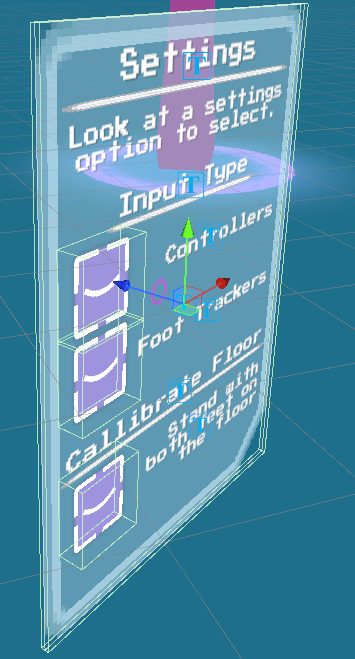 Settings
Look at a settings
option to select.
Input Type
Controllers
Foot Trackers
Callibrate Floor
Stand with
both feet on
the floor